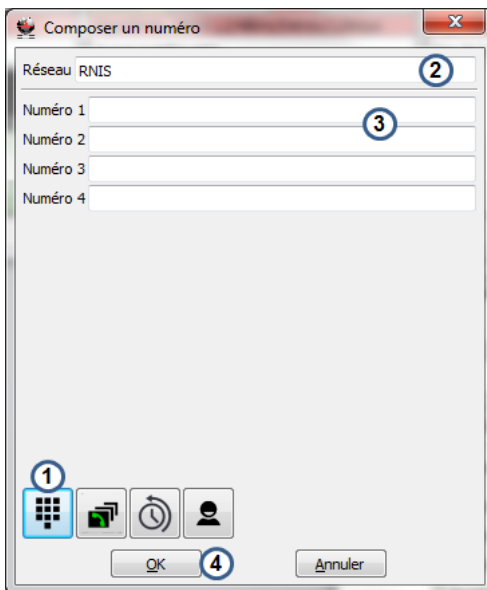 Composer un numéro
Réseau RNIS 2
Numéro 1 3
Numéro 2
Numéro 3
Numéro 4
1
OK 4 Annuler